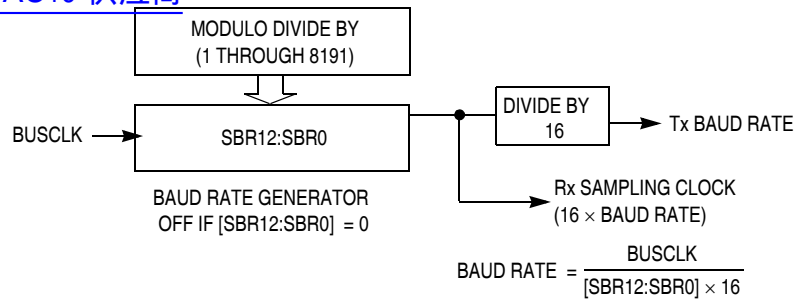 MODULO DIVIDE BY
(1 THROUGH 8191)
BUSCLK
SBR12:SBR0
DIVIDE BY
16
Tx BAUD RATE
BAUD RATE GENERATOR
OFF IF [SBR12:SBR0] = 0
Rx SAMPLING CLOCK
(16 × BAUD RATE)
BAUD RATE =
BUSCLK
[SBR12:SBR0] × 16